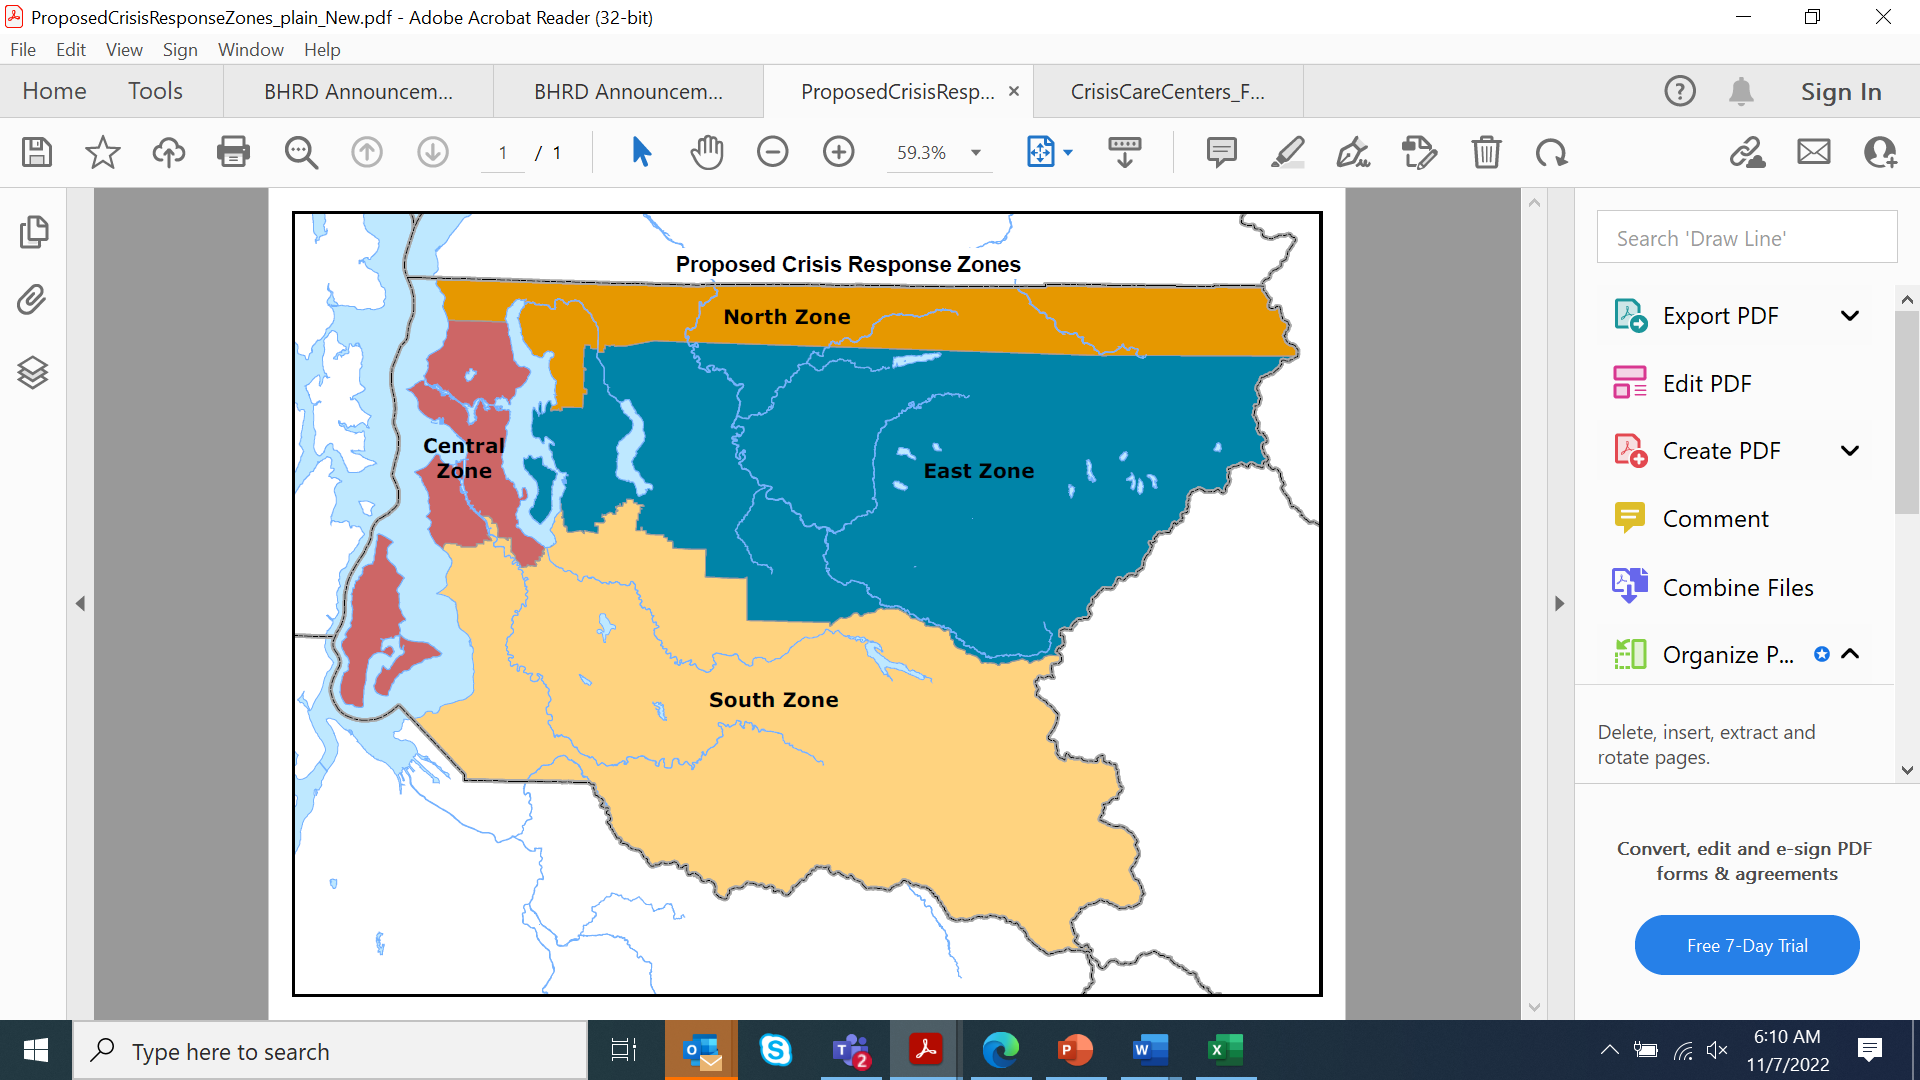 ProposedCrisisResponseZones_plain_New.pdf - Adobe Acrobat Reader (32-bit)
File Edit View Sign Window Help
Home Tools BHRD Announcem... BHRD Announcem... ProposedCrisisResp... × CrisisCareCenters_F... Sign In
1 / 1 59.3%
Search 'Draw Line'
Proposed Crisis Response Zones
North Zone
Central
Zone
East Zone
South Zone
Export PDF
Edit PDF
Create PDF
Comment
Combine Files
Organize P...
Delete, insert, extract and
rotate pages.
Convert, edit and e-sign PDF
forms & agreements
Free 7-Day Trial
Type here to search
2
6:10 AM
11/7/2022